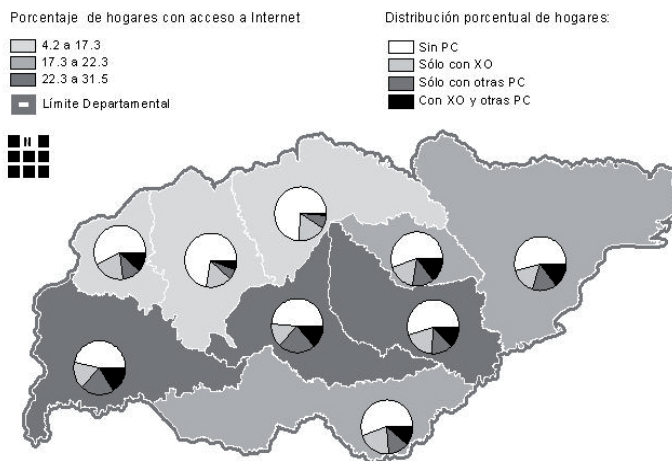 Porcentaje de hogares con acceso a Internet
4.2 a 17.3
17.3 a 22.3
22.3 a 31.5
Límite Departamental
N
Distribución porcentual de hogares:
Sin PC
Sólo con XO
Sólo con otras PC
Con XO y otras PC